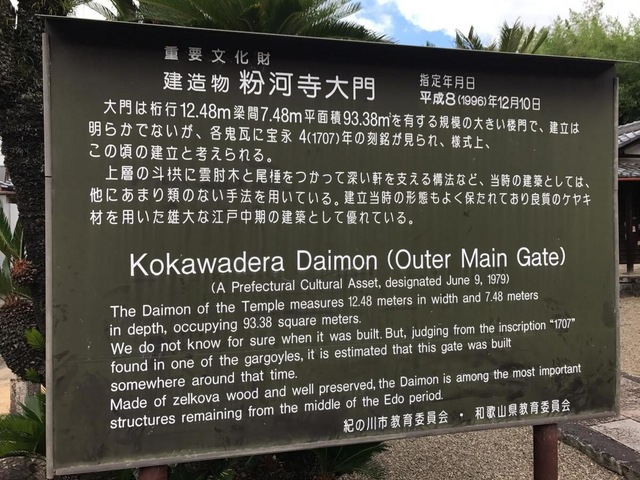 重要文化財
建造物 粉河寺大門
指定年月日
平成8(1996)年12月10日
大門は桁行12.48m梁間7.48m平面積93.38㎡を有する規模の大きい楼門で、建立は
明らかでないが、各鬼瓦に宝永 4(1707)年の刻銘が見られ、様式上、
この頃の建立と考えられる。
上層の斗栱に雲肘木と尾棰をつかって深い軒を支える構法など、当時の建築としては、
他にあまり類のない手法を用いている。建立当時の形態もよく保たれており良質のケヤキ
材を用いた雄大な江戸中期の建築として優れている。
Kokawadera Daimon (Outer Main Gate)
(A Prefectural Cultural Asset, designated June 9, 1979)
The Daimon of the Temple measures 12.48 meters in width and 7.48 meters
in depth, occupying 93.38 square meters.
We do not know for sure when it was built. But, judging from the inscription "1707"
found in one of the gargoyles, it is estimated that this gate was built
somewhere around that time.
Made of zelkova wood and well preserved, the Daimon is among the most important
structures remaining from the middle of the Edo period.
紀の川市教育委員会 ・ 和歌山県教育委員会